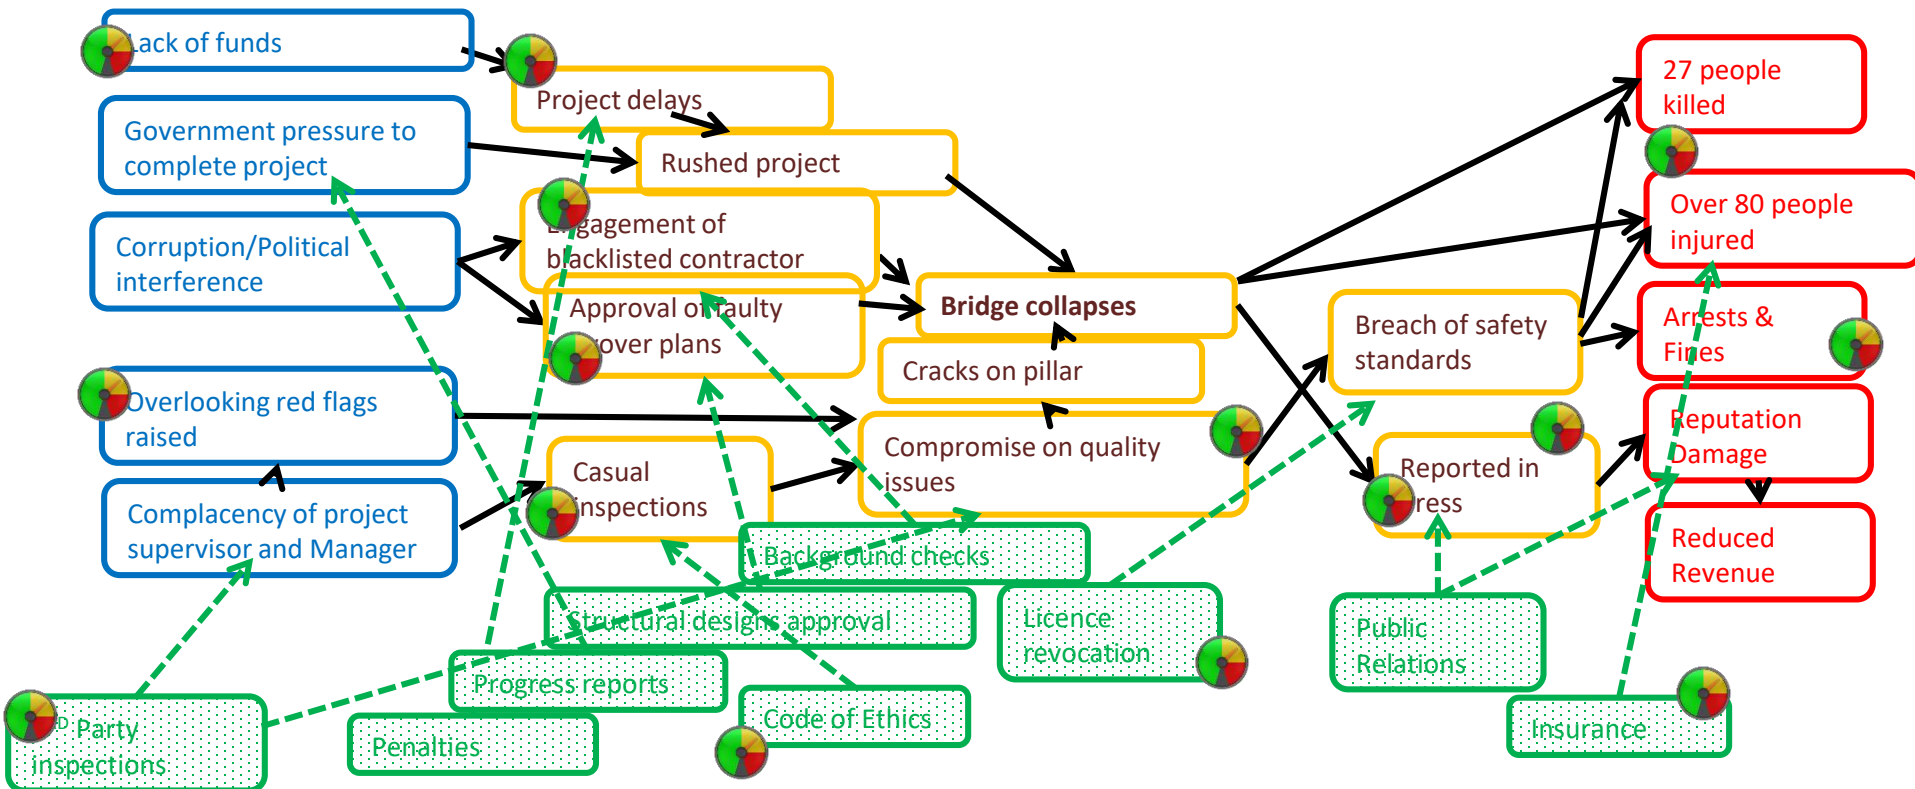 Lack of funds
Project delays
Government pressure to
complete project
Rushed project
Corruption/Political
interference
Engagement of
blacklisted contractor
Approval of faulty
plans
Bridge collapses
Cracks on pillar
Overlooking red flags
raised
Complacency of project
supervisor and Manager
Casual
inspections
Compromise on quality
issues
Breach of safety
standards
Reported in
27 people
killed
Over 80 people
injured
Arrests &
Fines
Reputation
Damage
Reduced
Revenue
Background checks
Structural designs approval
Progress reports
Penalties
Code of Ethics
Licence
revocation
Public
Relations
Insurance
Party
inspections